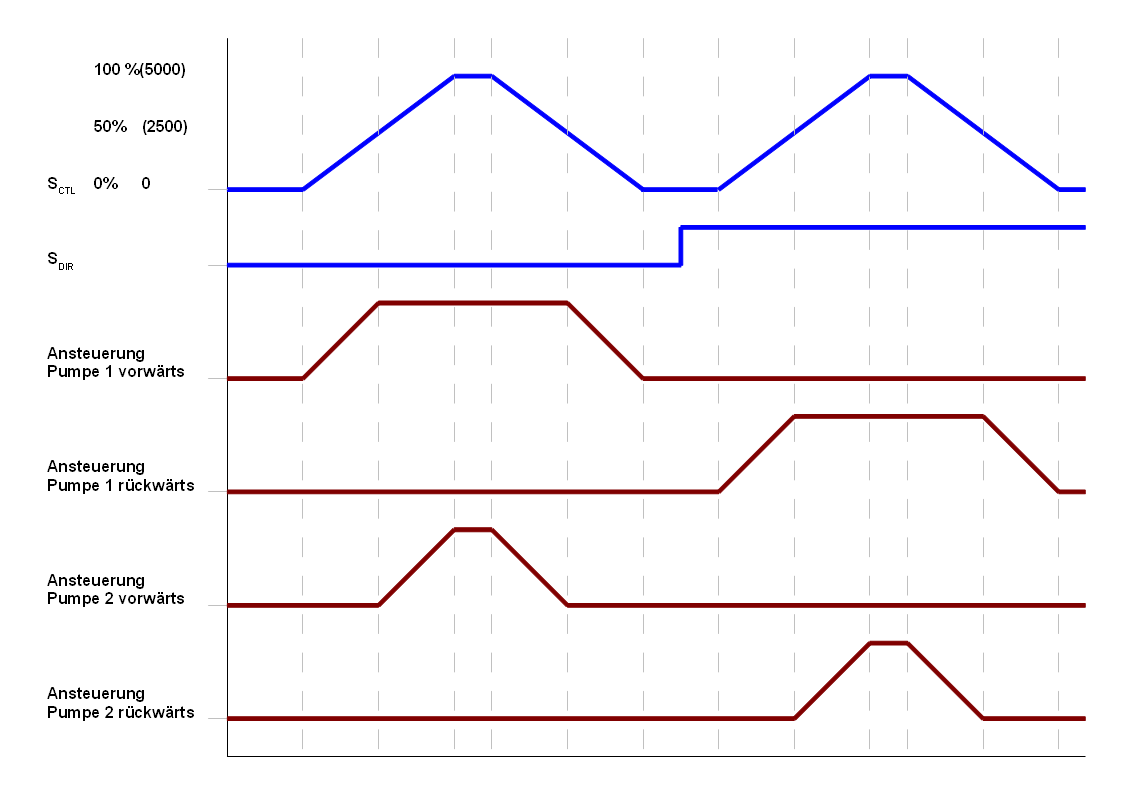 100 %(5000)
50% (2500)
SCTL 0% 0
SDIR
Ansteuerung
Pumpe 1 vorwärts
Ansteuerung
Pumpe 1 rückwärts
Ansteuerung
Pumpe 2 vorwärts
Ansteuerung
Pumpe 2 rückwärts